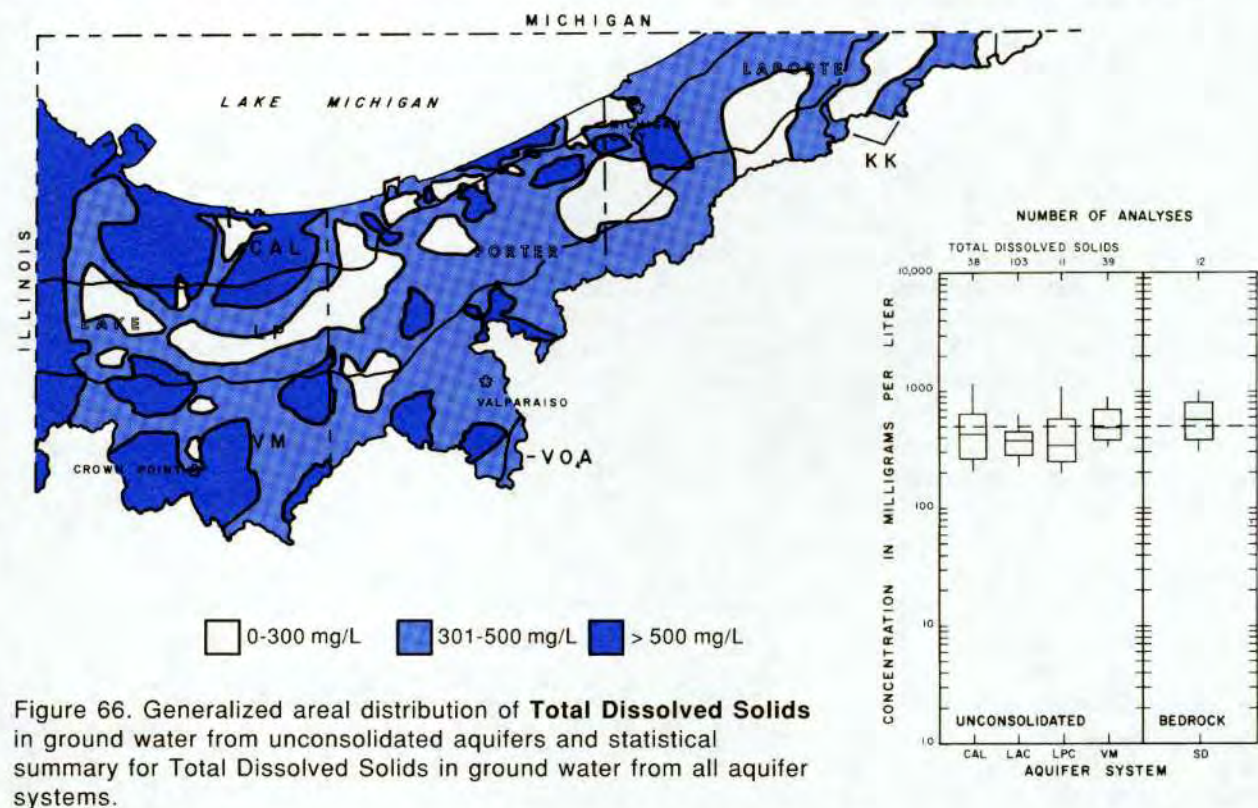 MICHIGAN
LAKE MICHIGAN
ILLINOIS
LAPORTE
KK
CAL
PORTER
LAKE
LP
VALPARAISO
VM
VO,A
CROWN POINT
0-300 mg/L
301-500 mg/L
> 500 mg/L
Figure 66. Generalized areal distribution of Total Dissolved Solids
in ground water from unconsolidated aquifers and statistical
summary for Total Dissolved Solids in ground water from all aquifer
systems.
NUMBER OF ANALYSES
TOTAL DISSOLVED SOLIDS
38 103 11 39 12
CONCENTRATION IN MILLIGRAMS PER LITER
10,000
1000
100
10
1.0
UNCONSOLIDATED BEDROCK
CAL LAC LPC VM SD
AQUIFER SYSTEM